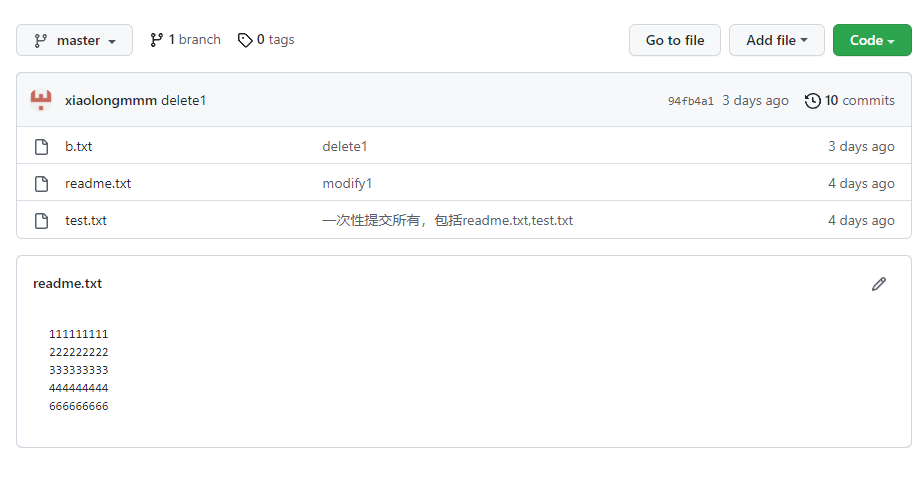 master 1 branch 0 tags Go to file Add file Code
xiaolongmmm delete1 94fb4a1 3 days ago 10 commits
b.txt delete1 3 days ago
readme.txt modify1 4 days ago
test.txt 一次性提交所有，包括readme.txt,test.txt 4 days ago
readme.txt
111111111
222222222
333333333
444444444
666666666